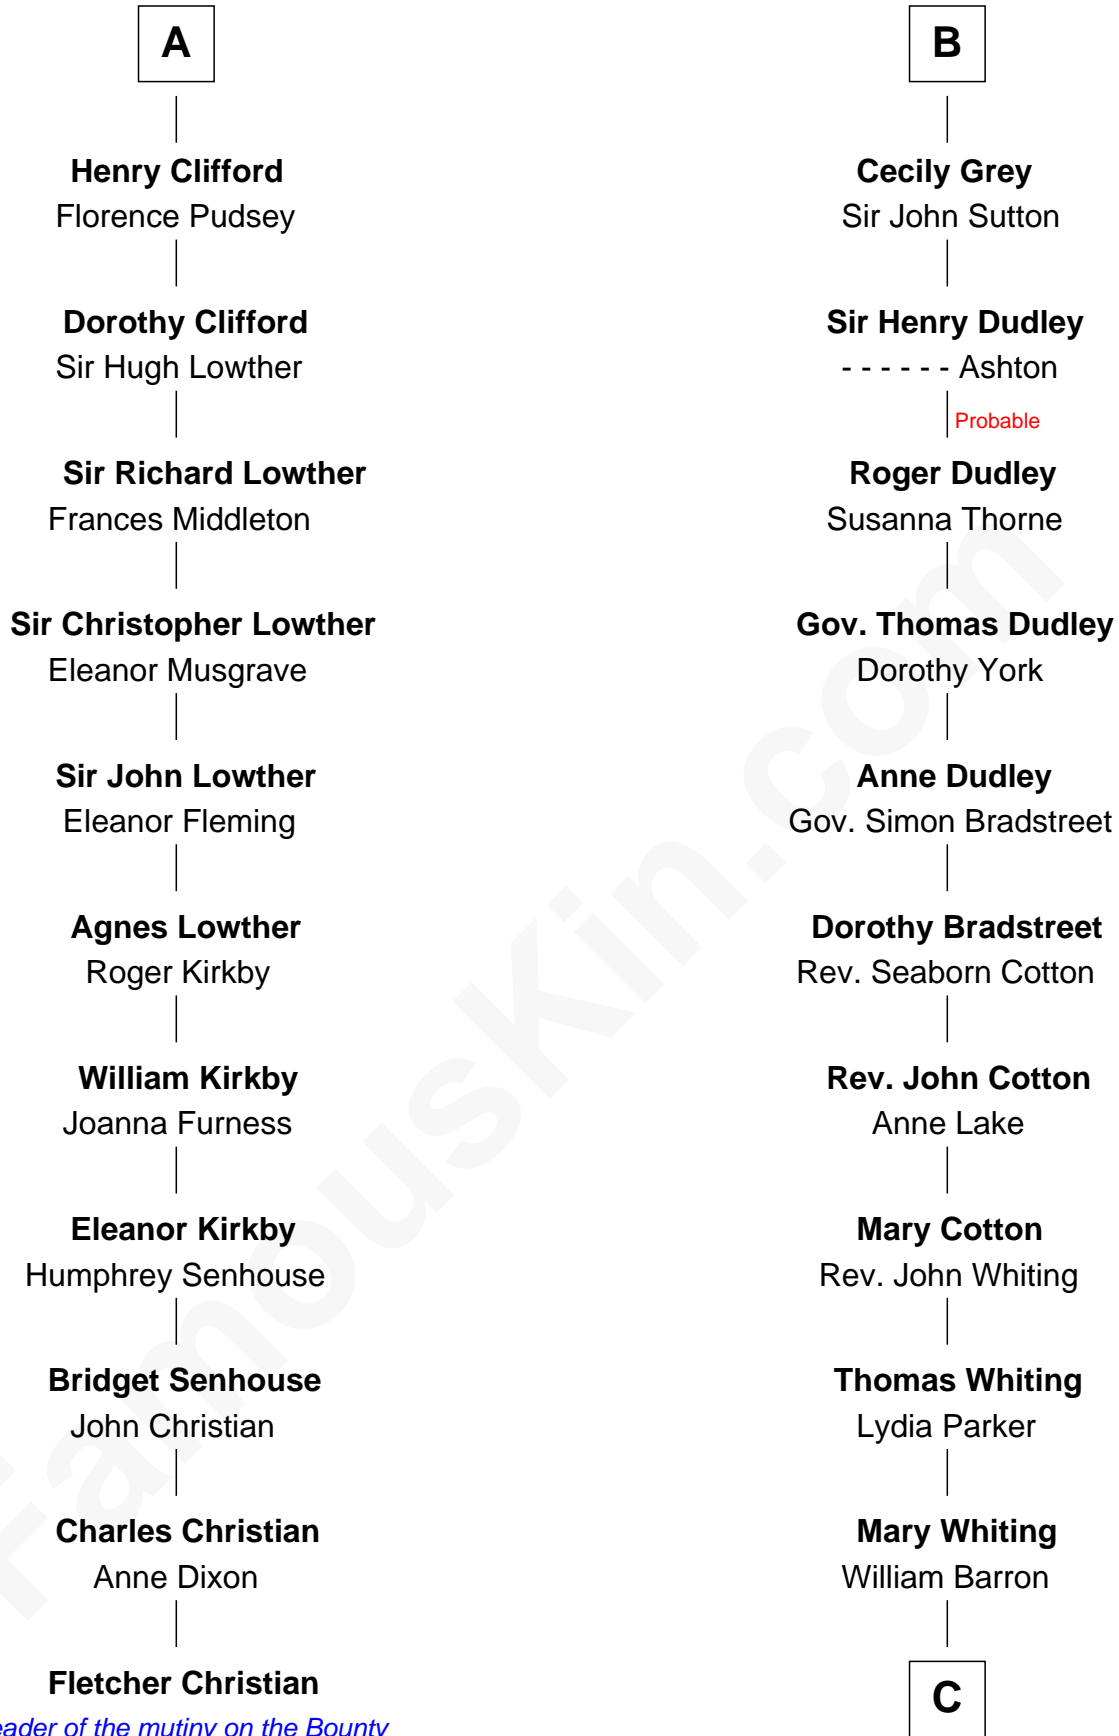 A
Henry Clifford
Florence Pudsey
Dorothy Clifford
Sir Hugh Lowther
Sir Richard Lowther
Frances Middleton
Sir Christopher Lowther
Eleanor Musgrave
Sir John Lowther
Eleanor Fleming
Agnes Lowther
Roger Kirkby
William Kirkby
Joanna Furness
Eleanor Kirkby
Humphrey Senhouse
Bridget Senhouse
John Christian
Charles Christian
Anne Dixon
Fletcher Christian
eader of the mutiny on the Bounty
B
Cecily Grey
Sir John Sutton
Sir Henry Dudley
- - - - - - Ashton
Probable
Roger Dudley
Susanna Thorne
Gov. Thomas Dudley
Dorothy York
Anne Dudley
Gov. Simon Bradstreet
Dorothy Bradstreet
Rev. Seaborn Cotton
Rev. John Cotton
Anne Lake
Mary Cotton
Rev. John Whiting
Thomas Whiting
Lydia Parker
Mary Whiting
William Barron
C
FamousKin.com